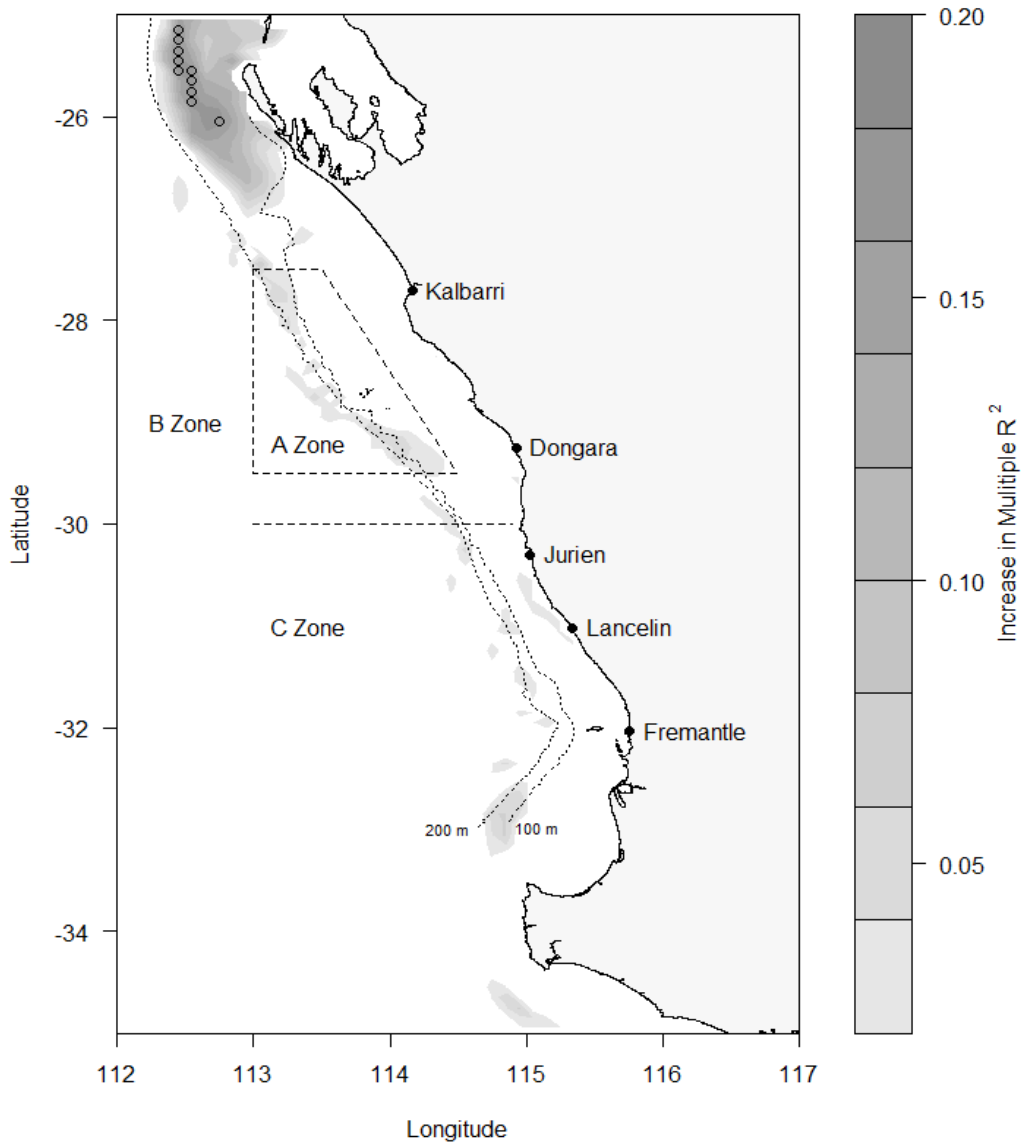 0.20
-26
Kalbarri
0.15
-28
B Zone
A Zone
Dongara
-30
Jurien
0.10
C Zone
Lancelin
-32
Fremantle
200 m
100 m
0.05
-34
112
113
114
115
116
117
Longitude
Latitude
Increase in Mulitiple R²